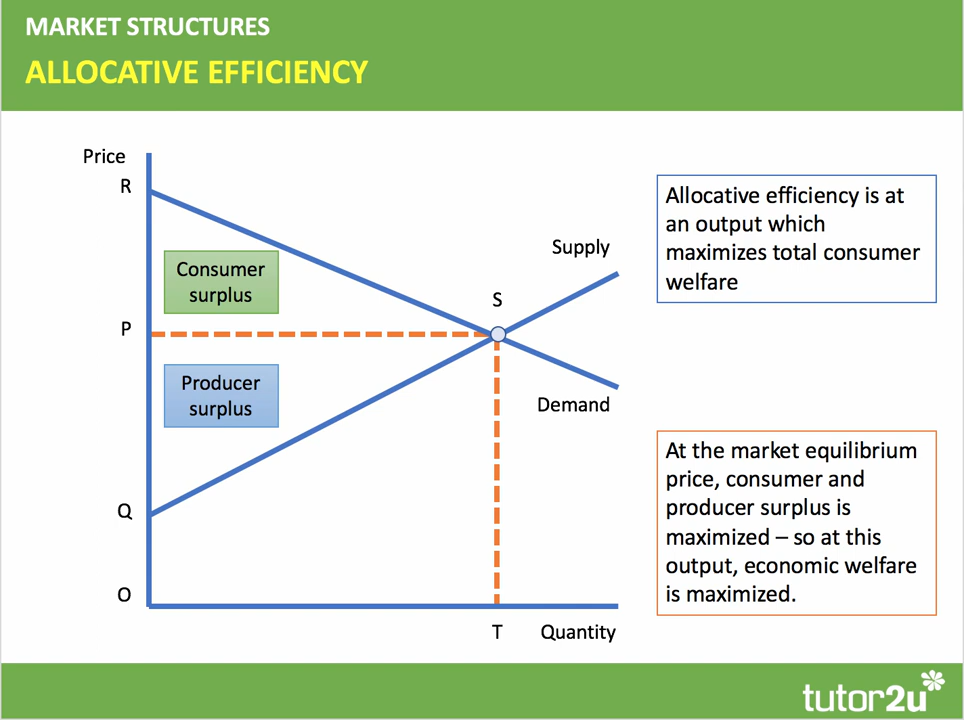 MARKET STRUCTURES
ALLOCATIVE EFFICIENCY
Price
R
Consumer
surplus
P
Producer
surplus
Q
O
S
Supply
Demand
T
Quantity
Allocative efficiency is at
an output which
maximizes total consumer
welfare
At the market equilibrium
price, consumer and
producer surplus is
maximized – so at this
output, economic welfare
is maximized.
tutor2u